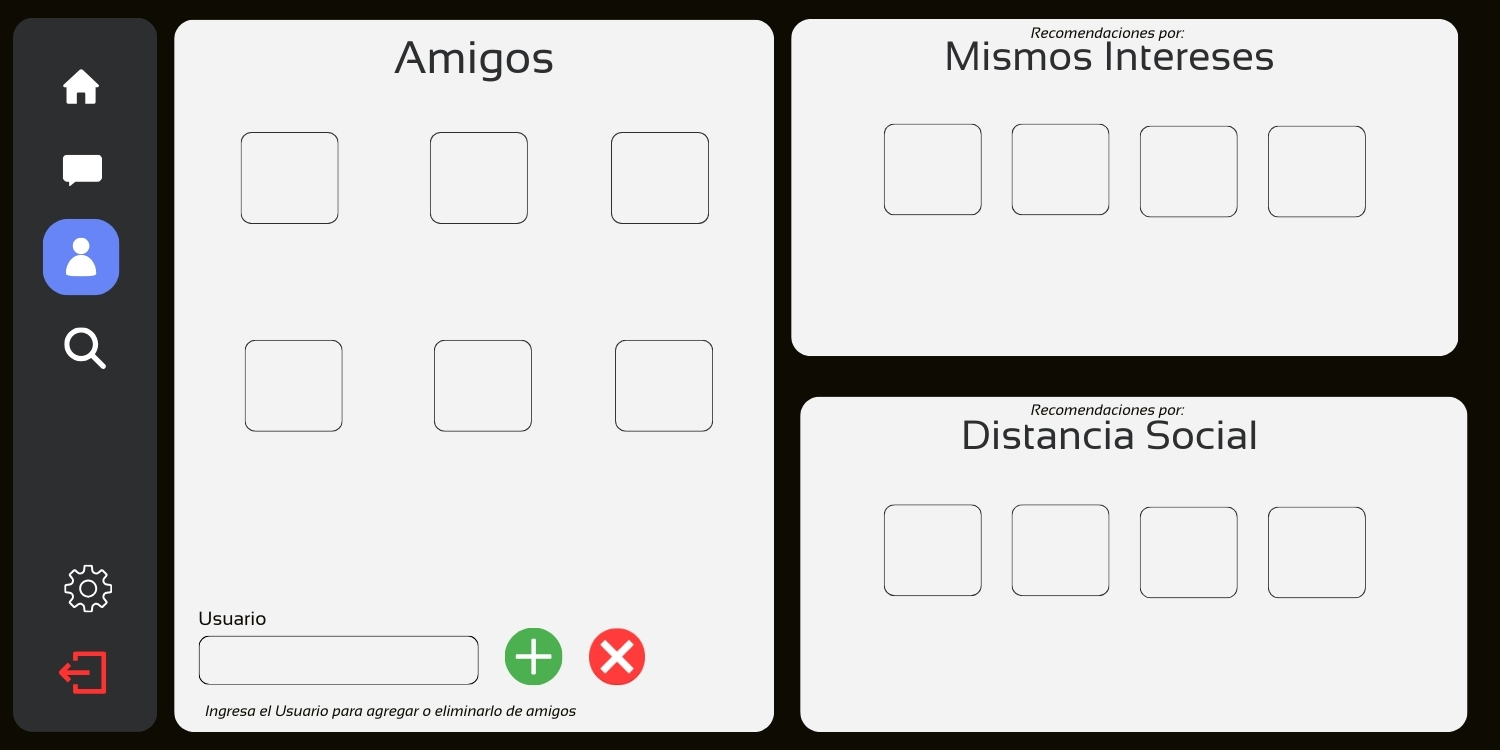 Amigos
Usuario
Ingresa el Usuario para agregar o eliminarlo de amigos
Recomendaciones por:
Mismos Intereses
Recomendaciones por:
Distancia Social